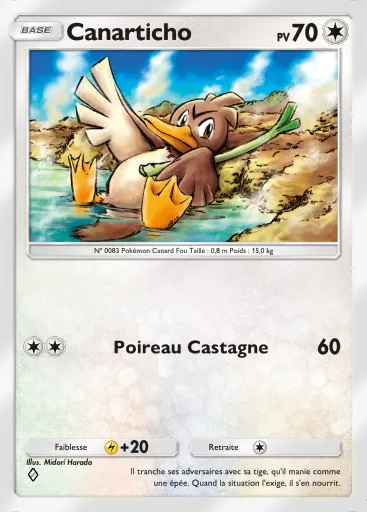 BASE Canarticho PV 70
N° 0083 Pokémon Canard Fou Taille : 0,8 m Poids : 15,0 kg
Poireau Castagne 60
Faiblesse +20 Retraite
Illus. Midori Harada
Il tranche ses adversaires avec sa tige, qu'il manie comme
une épée. Quand la situation l'exige, il s'en nourrit.